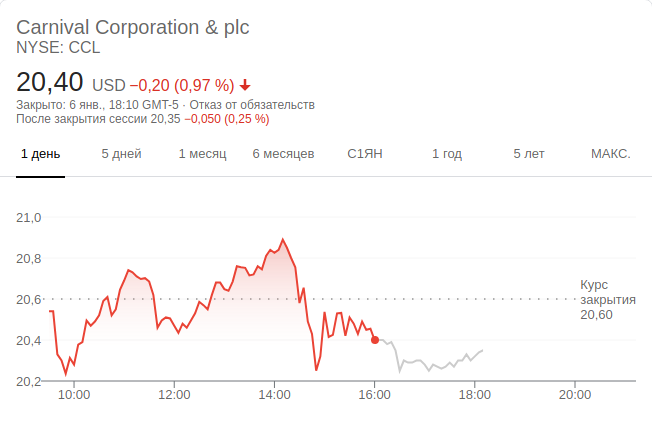 Carnival Corporation & plc
NYSE: CCL
20,40 USD −0,20 (0,97 %)
Закрыто: 6 янв., 18:10 GMT-5 · Отказ от обязательств
После закрытия сессии 20,35 −0,050 (0,25 %)
1 день 5 дней 1 месяц 6 месяцев С1ЯН 1 год 5 лет МАКС.
21,0
20,8
20,6
20,4
20,2
Курс
закрытия
20,60
10:00 12:00 14:00 16:00 18:00 20:00